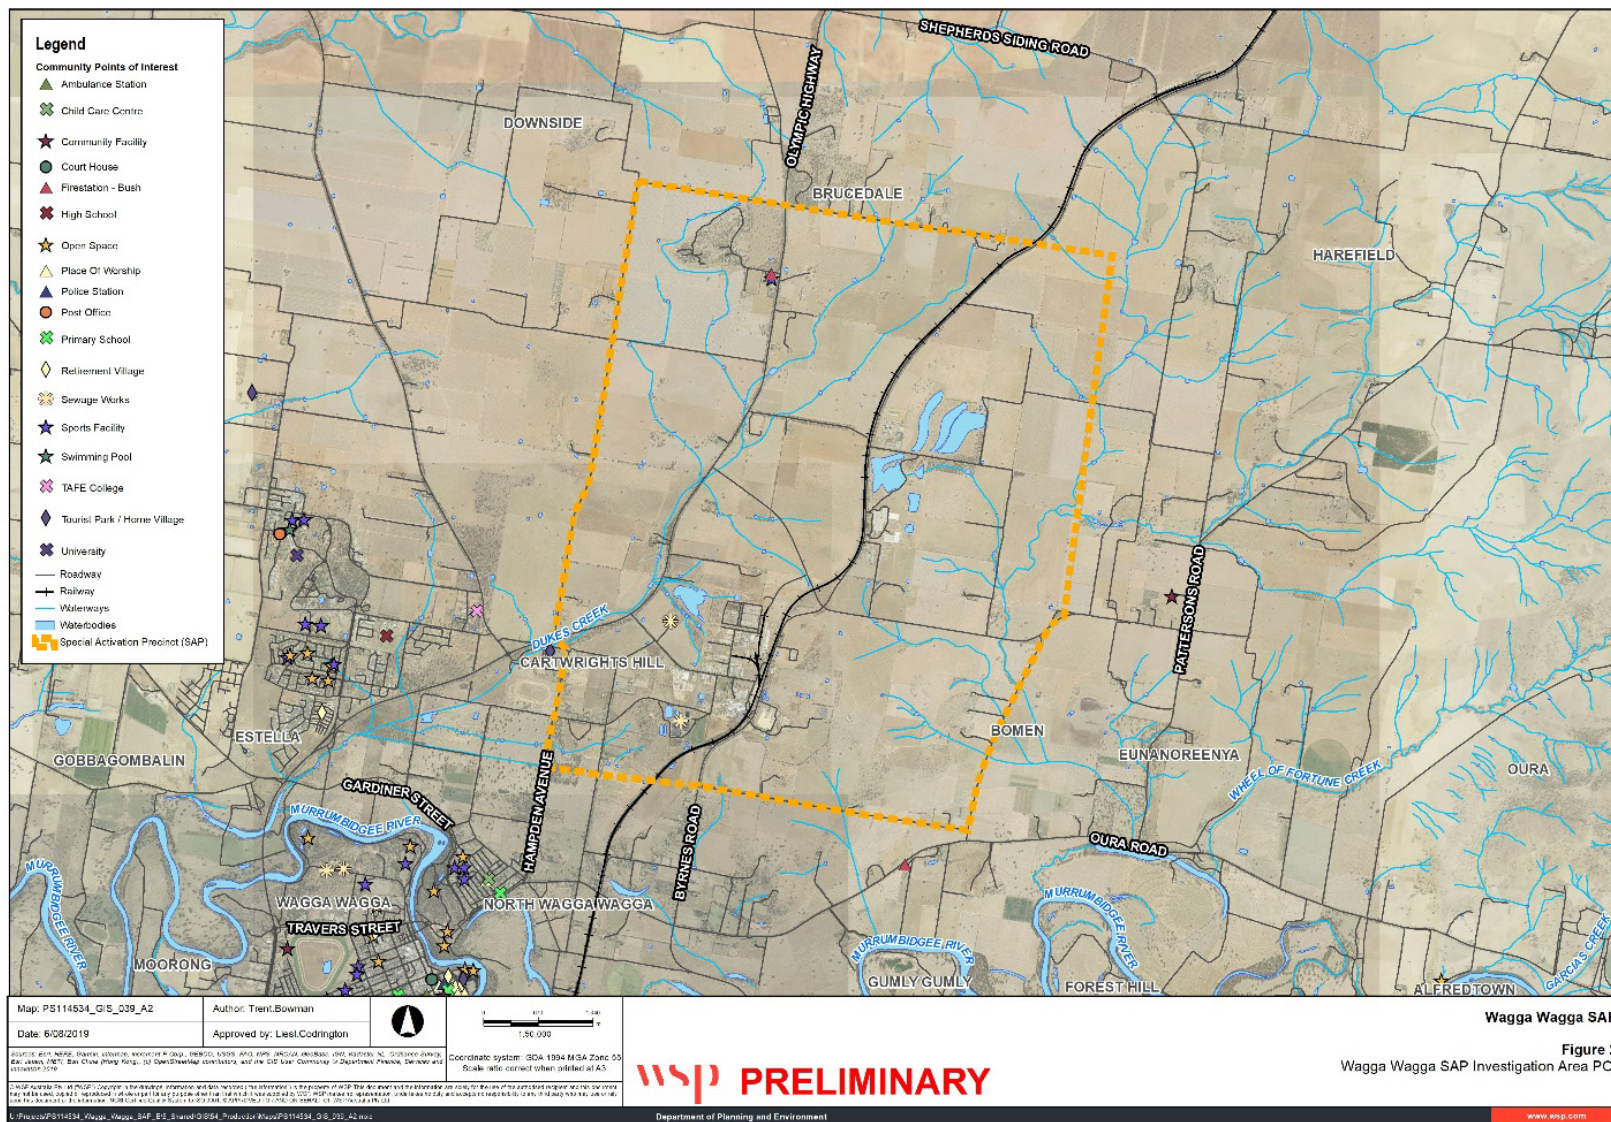 Legend
Community Points of Interest
Ambulance Station
Child Care Centre
Community Facility
Court House
Firestation - Bush
High School
Open Space
Place Of Worship
Police Station
Post Office
Primary School
Retirement Village
Sewage Works
Sports Facility
Swimming Pool
TAFE College
Tourist Park / Home Village
University
Roadway
Railway
Waterways
Waterbodies
Special Activation Precinct (SAP)
SHEPHERDS SIDING ROAD
OLYMPIC HIGHWAY
DOWNSIDE
BRUCEDALE
HAREFIELD
PATTERSONS ROAD
DUKES CREEK
CARTWRIGHTS HILL
BOMEN
EUNANOREENYA
ESTELLA
GOBBAGOMBALIN
OURA
WHEEL OF FORTUNE CREEK
GARDINER STREET
HAMPDEN AVENUE
MURRUMBIDGEE RIVER
BYRNES ROAD
OURA ROAD
MURRUMBIDGEE RIVER
WAGGA WAGGA
NORTH WAGGA WAGGA
TRAVERS STREET
MOORONG
MURRUMBIDGEE RIVER
GUMLY GUMLY
MURRUMBIDGEE RIVER
FOREST HILL
GARCIAS CREEK
ALFREDTOWN
Map: PS114534_GIS_039_A2
Author: Trent.Bowman
Date: 6/08/2019
Approved by: Liesl.Codrington
1:50,000
Coordinate system: GDA 1994 MGA Zone 55
Scale ratio correct when printed at A3
wsp PRELIMINARY
Wagga Wagga SAP
Figure
Wagga Wagga SAP Investigation Area PO
Department of Planning and Environment
www.wsp.com